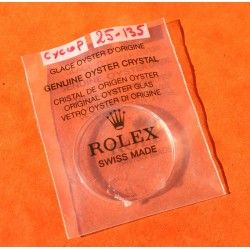 CYCLOP 25-135
GLACE OYSTER D'ORIGINE
GENUINE OYSTER CRYSTAL
CRISTAL DE ORIGEN OYSTER
ORIGINAL OYSTER GLAS
VETRO OYSTER DI ORIGINE
ROLEX
SWISS MADE